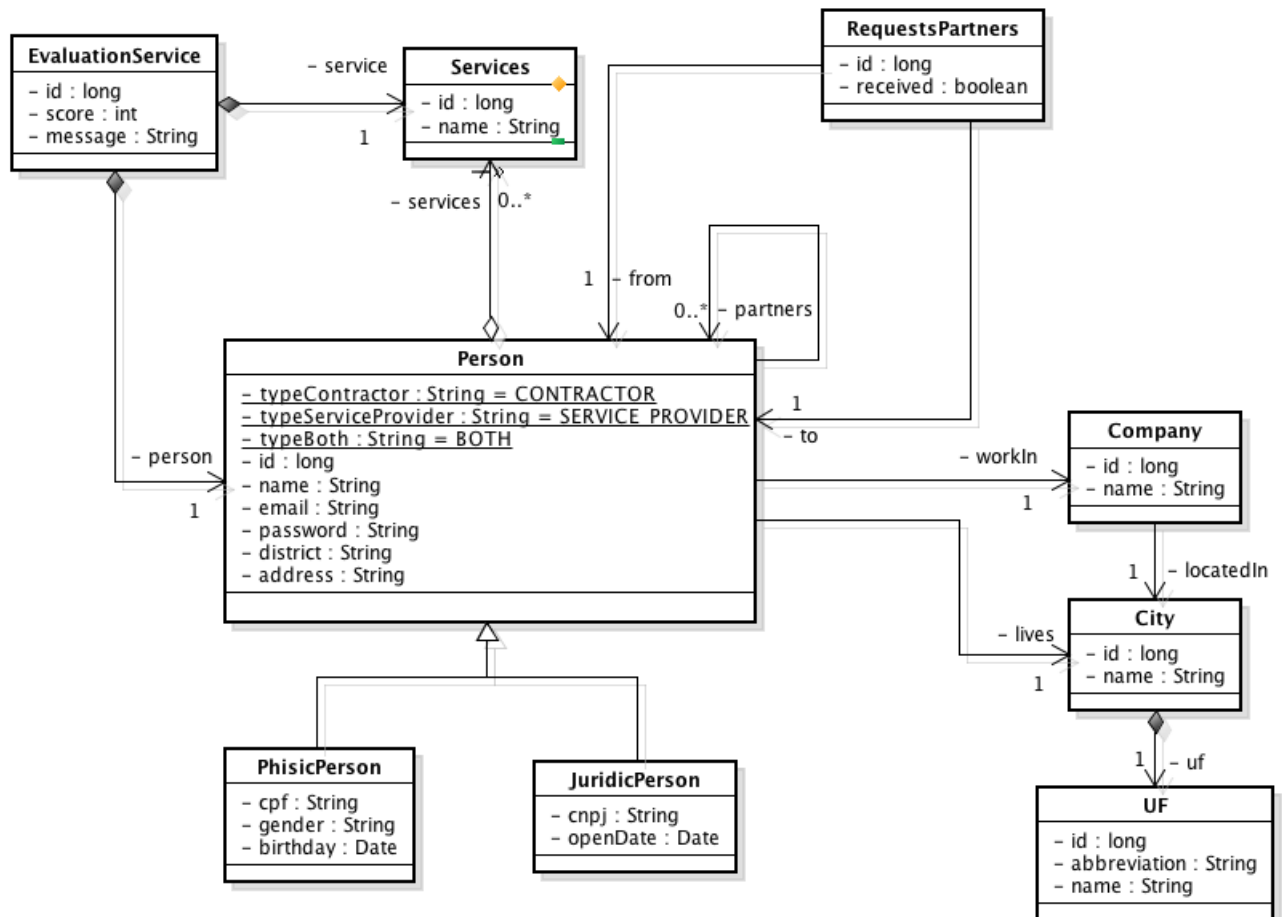 EvaluationService
– id : long
– score : int
– message : String
– service
1
Services
– id : long
– name : String
RequestsPartners
– id : long
– received : boolean
– services
0..*
1
– from
0..*
– partners
Person
– typeContractor : String = CONTRACTOR
– typeServiceProvider : String = SERVICE_PROVIDER
– typeBoth : String = BOTH
– id : long
– name : String
– email : String
– password : String
– district : String
– address : String
1
– to
– person
1
– workIn
1
Company
– id : long
– name : String
1
– locatedIn
– lives
1
City
– id : long
– name : String
1
– uf
UF
– id : long
– abbreviation : String
– name : String
PhisicPerson
– cpf : String
– gender : String
– birthday : Date
JuridicPerson
– cnpj : String
– openDate : Date